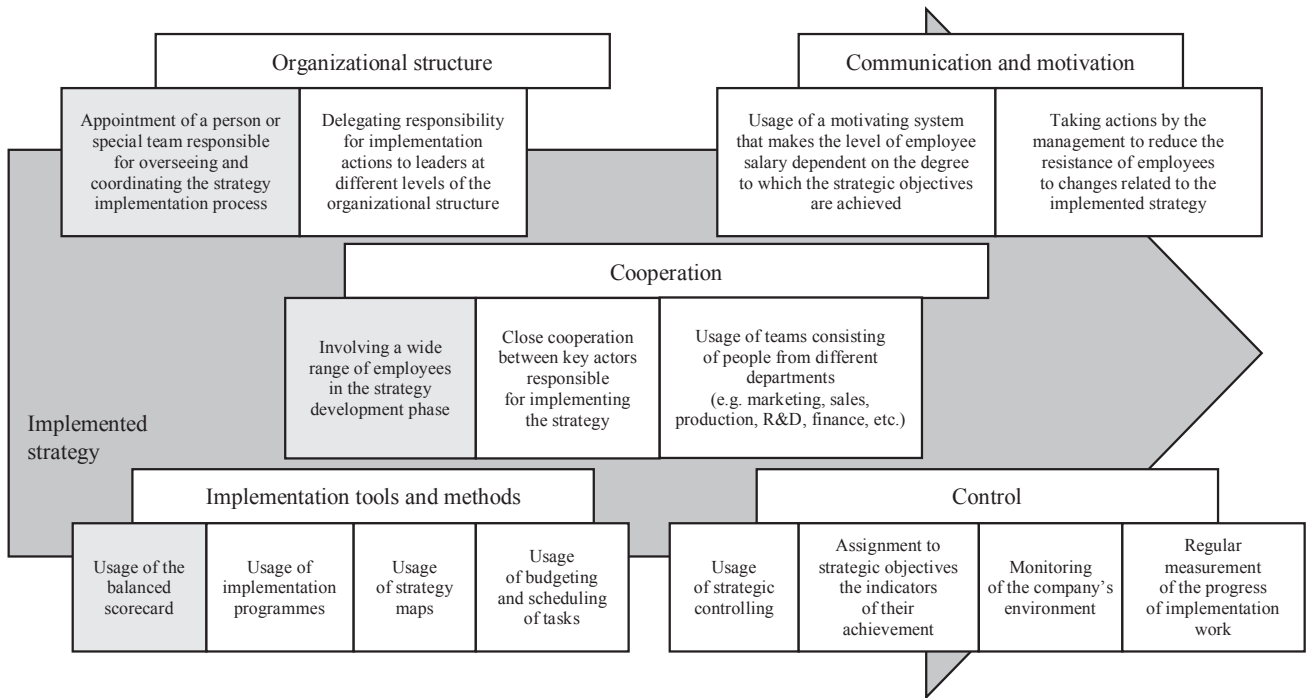 Organizational structure
Appointment of a person or
special team responsible
for overseeing and
coordinating the strategy
implementation process
Delegating responsibility
for implementation
actions to leaders at
different levels of the
organizational structure
Communication and motivation
Usage of a motivating system
that makes the level of employee
salary dependent on the degree
to which the strategic objectives
are achieved
Taking actions by the
management to reduce the
resistance of employees
to changes related to the
implemented strategy
Cooperation
Involving a wide
range of employees
in the strategy
development phase
Close cooperation
between key actors
responsible
for implementing
the strategy
Usage of teams consisting
of people from different
departments
(e.g. marketing, sales,
production, R&D, finance, etc.)
Implemented
strategy
Implementation tools and methods
Usage of the
balanced
scorecard
Usage of
implementation
programmes
Usage
of strategy
maps
Usage
of budgeting
and scheduling
of tasks
Control
Usage
of strategic
controlling
Assignment to
strategic objectives
the indicators
of their
achievement
Monitoring
of the company's
environment
Regular
measurement
of the progress
of implementation
work